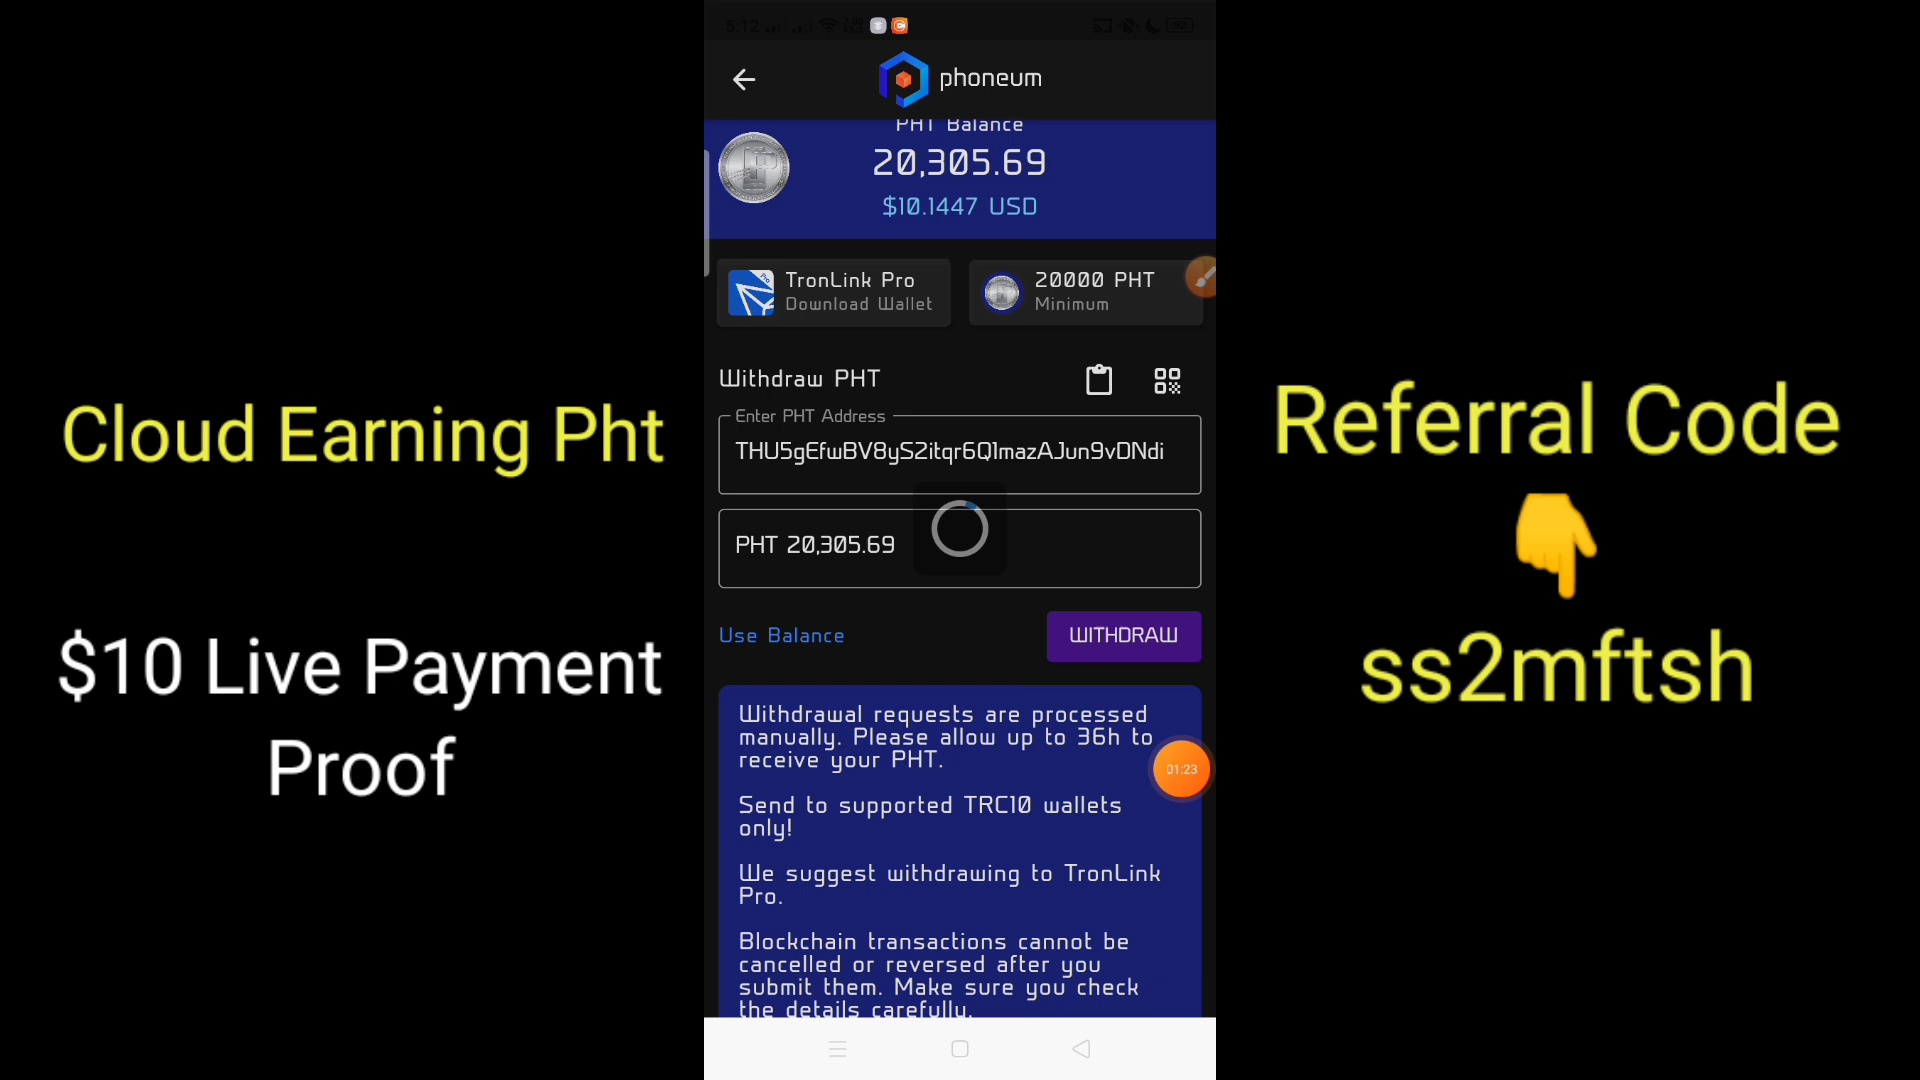 5:12
phoneum
PHT Balance
20,305.69
$10.1447 USD
TronLink Pro
Download Wallet
20000 PHT
Minimum
Withdraw PHT
Enter PHT Address
THU5gEfwBV8yS2itqr6Q1mazAJun9vDNdi
PHT 20,305.69
Use Balance
WITHDRAW
Withdrawal requests are processed
manually. Please allow up to 36h to
receive your PHT.
01:23
Send to supported TRC10 wallets
only!
We suggest withdrawing to TronLink
Pro.
Blockchain transactions cannot be
cancelled or reversed after you
submit them. Make sure you check
the details carefully.
Cloud Earning Pht
$10 Live Payment
Proof
Referral Code
👇
ss2mftsh